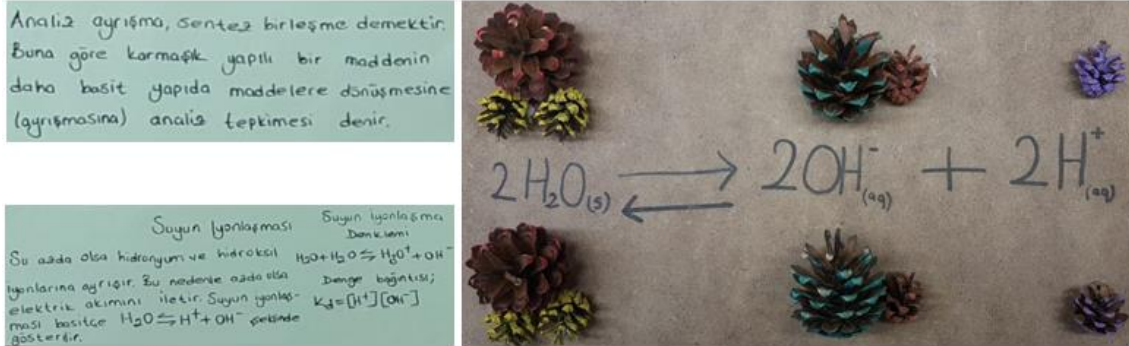 Analiz ayrışma, sentez birleşme demektir.
Buna göre karmaşık yapılı bir maddenin
daha basit yapıda maddelere dönüşmesine
(ayrışmasına) analiz tepkimesi denir.
Suyun İyonlaşması
Su azda olsa hidronyum ve hidroksil
iyonlarına ayrışır. Bu nedenle azda olsa
elektrik akımını iletir. Suyun iyonlaş-
ması basitçe H₂O ⇆ H⁺ + OH⁻ şeklinde
gösterilir.
Suyun İyonlaşma
Denklemi
H₂O + H₂O ⇆ H₃O⁺ + OH⁻
Denge bağıntısı;
Kd = [H⁺][OH⁻]
2H₂O(s) ⇄ 2OH⁻(aq) + 2H⁺(aq)